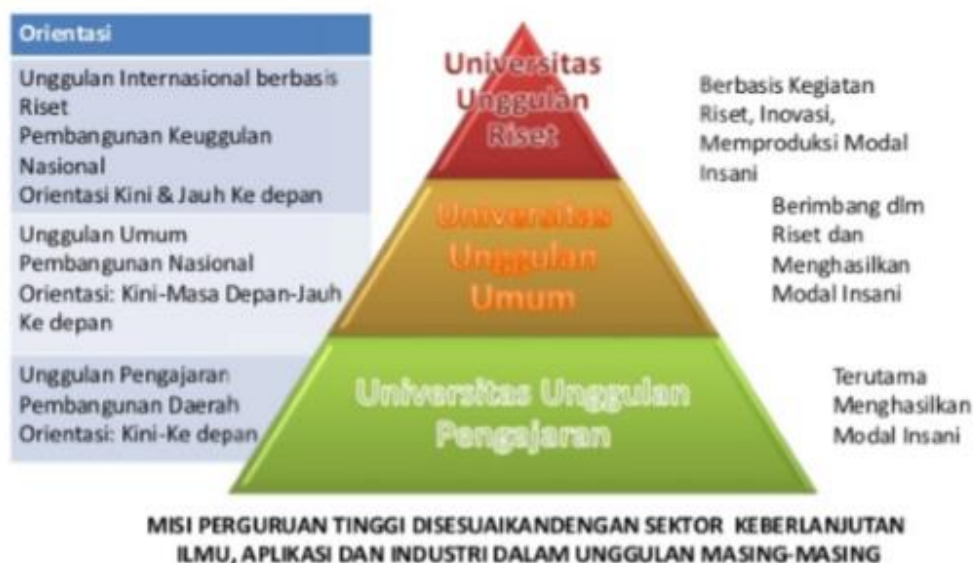 Orientasi
Unggulan Internasional berbasis
Riset
Pembangunan Keuggulan
Nasional
Orientasi Kini & Jauh Ke depan
Unggulan Umum
Pembangunan Nasional
Orientasi: Kini-Masa Depan-Jauh
Ke depan
Unggulan Pengajaran
Pembangunan Daerah
Orientasi: Kini-Ke depan
Universitas
Unggulan
Riset
Universitas
Unggulan
Umum
Universitas Unggulan
Pengajaran
Berbasis Kegiatan
Riset, Inovasi,
Memproduksi Modal
Insani
Berimbang dlm
Riset dan
Menghasilkan
Modal Insani
Terutama
Menghasilkan
Modal Insani
MISI PERGURUAN TINGGI DISESUAIKANDENGAN SEKTOR KEBERLANJUTAN
ILMU, APLIKASI DAN INDUSTRI DALAM UNGGULAN MASING-MASING